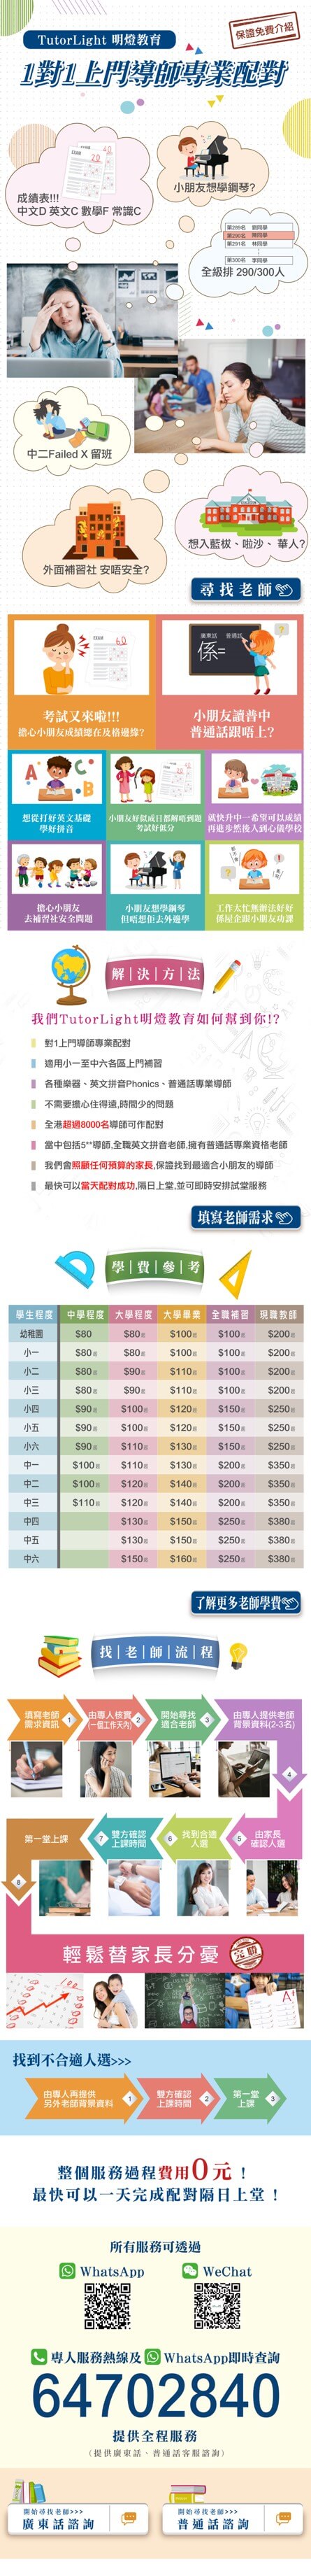 TutorLight 明燈教育
保證免費介紹
1對1上門導師專業配對
成績表!!!
中文D 英文C 數學F 常識C
小朋友想學鋼琴?
第289名 劉同學
第290名 陳同學
第291名 林同學
第300名 李同學
全級排 290/300人
中二Failed X 留班
外面補習社 安唔安全?
想入藍棂、啦沙、華人?
尋找老師
考試又來啦!!!
擔心小朋友成績總在及格邊緣?
廣東話 普通話
係=
小朋友讀普中
普通話跟唔上?
想從打好英文基礎
學好拼音
小朋友好似成日都解唔到題
考試好低分
就快升中一希望可以成績
再進步然後入到心儀學校
擔心小朋友
去補習社安全問題
小朋友想學鋼琴
但唔想佢去外邊學
工作太忙無辦法好好
係屋企跟小朋友功課
解決方法
我們TutorLight明燈教育如何幫到你!?
對1上門導師專業配對
適用小一至中六各區上門補習
各種樂器、英文拼音Phonics、普通話專業導師
不需要擔心住得遠,時間少的問題
全港超過8000名導師可作配對
當中包括5**導師,全職英文拼音老師,擁有普通話專業資格老師
我們會照顧任何預算的家長,保證找到最適合小朋友的導師
最快可以當天配對成功,隔日上堂,並可即時安排試堂服務
填寫老師需求
學費參考
學生程度 中學程度 大學程度 大學畢業 全職補習 現職教師
幼稚園 $80 $80起 $100起 $100起 $200起
小一 $80起 $80起 $100起 $100起 $200起
小二 $80起 $90起 $110起 $100起 $200起
小三 $80起 $90起 $110起 $100起 $200起
小四 $90起 $100起 $120起 $150起 $250起
小五 $90起 $100起 $120起 $150起 $250起
小六 $90起 $110起 $130起 $150起 $250起
中一 $100起 $110起 $130起 $200起 $350起
中二 $100起 $120起 $140起 $200起 $350起
中三 $110起 $120起 $140起 $200起 $350起
中四 $130起 $150起 $250起 $380起
中五 $130起 $150起 $250起 $380起
中六 $150起 $160起 $250起 $380起
了解更多老師學費
找老師流程
填寫老師
需求資訊
1
由專人核實
(一個工作天內)
2
開始尋找
適合老師
3
由專人提供老師
背景資料(2-3名)
4
由家長
確認人選
5
找到合適
人選
6
雙方確認
上課時間
7
第一堂上課
8
輕鬆替家長分憂
找到不合適人選>>>
由專人再提供
另外老師背景資料
1
雙方確認
上課時間
2
第一堂
上課
3
整個服務過程費用0元！
最快可以一天完成配對隔日上堂！
所有服務可透過
WhatsApp
WeChat
專人服務熱線及 WhatsApp即時查詢
64702840
提供全程服務
(提供廣東話、普通話客服諮詢)
開始尋找老師>>>
廣東話諮詢
開始尋找老師>>>
普通話諮詢